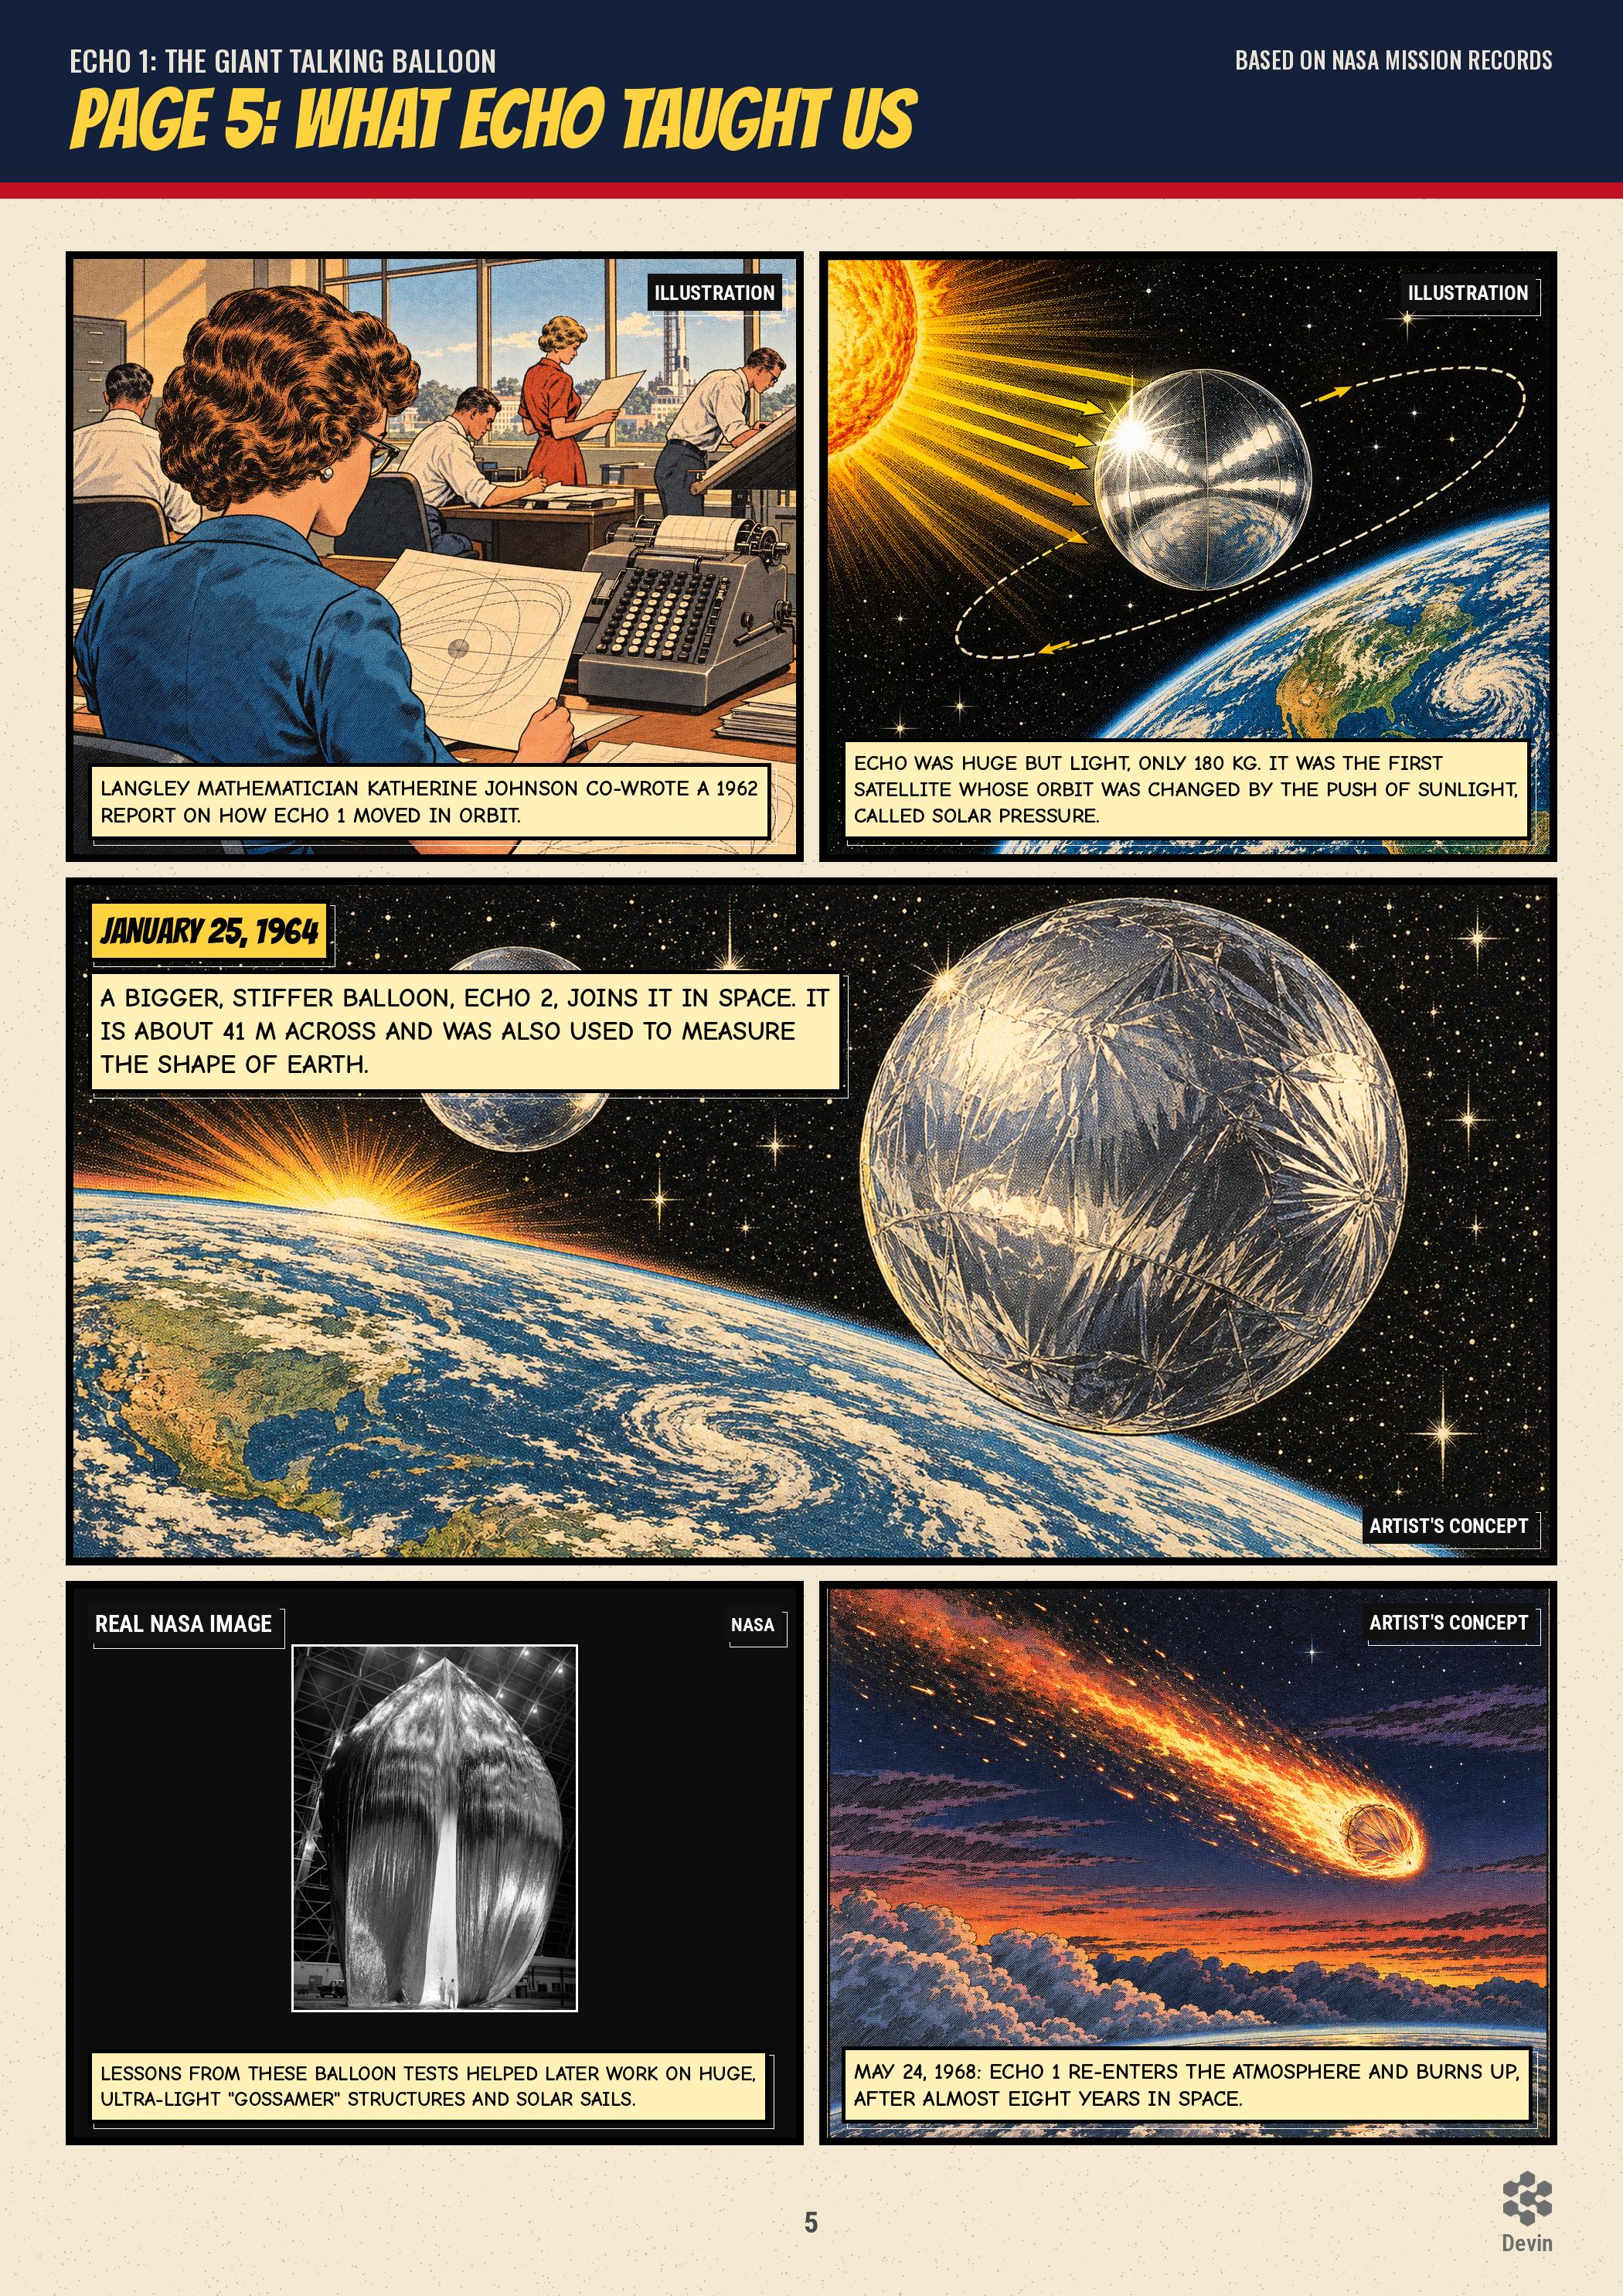 ECHO 1: THE GIANT TALKING BALLOON
BASED ON NASA MISSION RECORDS
PAGE 5: WHAT ECHO TAUGHT US
ILLUSTRATION
LANGLEY MATHEMATICIAN KATHERINE JOHNSON CO-WROTE A 1962
REPORT ON HOW ECHO 1 MOVED IN ORBIT.
ILLUSTRATION
ECHO WAS HUGE BUT LIGHT, ONLY 180 KG. IT WAS THE FIRST
SATELLITE WHOSE ORBIT WAS CHANGED BY THE PUSH OF SUNLIGHT,
CALLED SOLAR PRESSURE.
JANUARY 25, 1964
A BIGGER, STIFFER BALLOON, ECHO 2, JOINS IT IN SPACE. IT
IS ABOUT 41 M ACROSS AND WAS ALSO USED TO MEASURE
THE SHAPE OF EARTH.
ARTIST'S CONCEPT
REAL NASA IMAGE
NASA
LESSONS FROM THESE BALLOON TESTS HELPED LATER WORK ON HUGE,
ULTRA-LIGHT "GOSSAMER" STRUCTURES AND SOLAR SAILS.
ARTIST'S CONCEPT
MAY 24, 1968: ECHO 1 RE-ENTERS THE ATMOSPHERE AND BURNS UP,
AFTER ALMOST EIGHT YEARS IN SPACE.
5
Devin